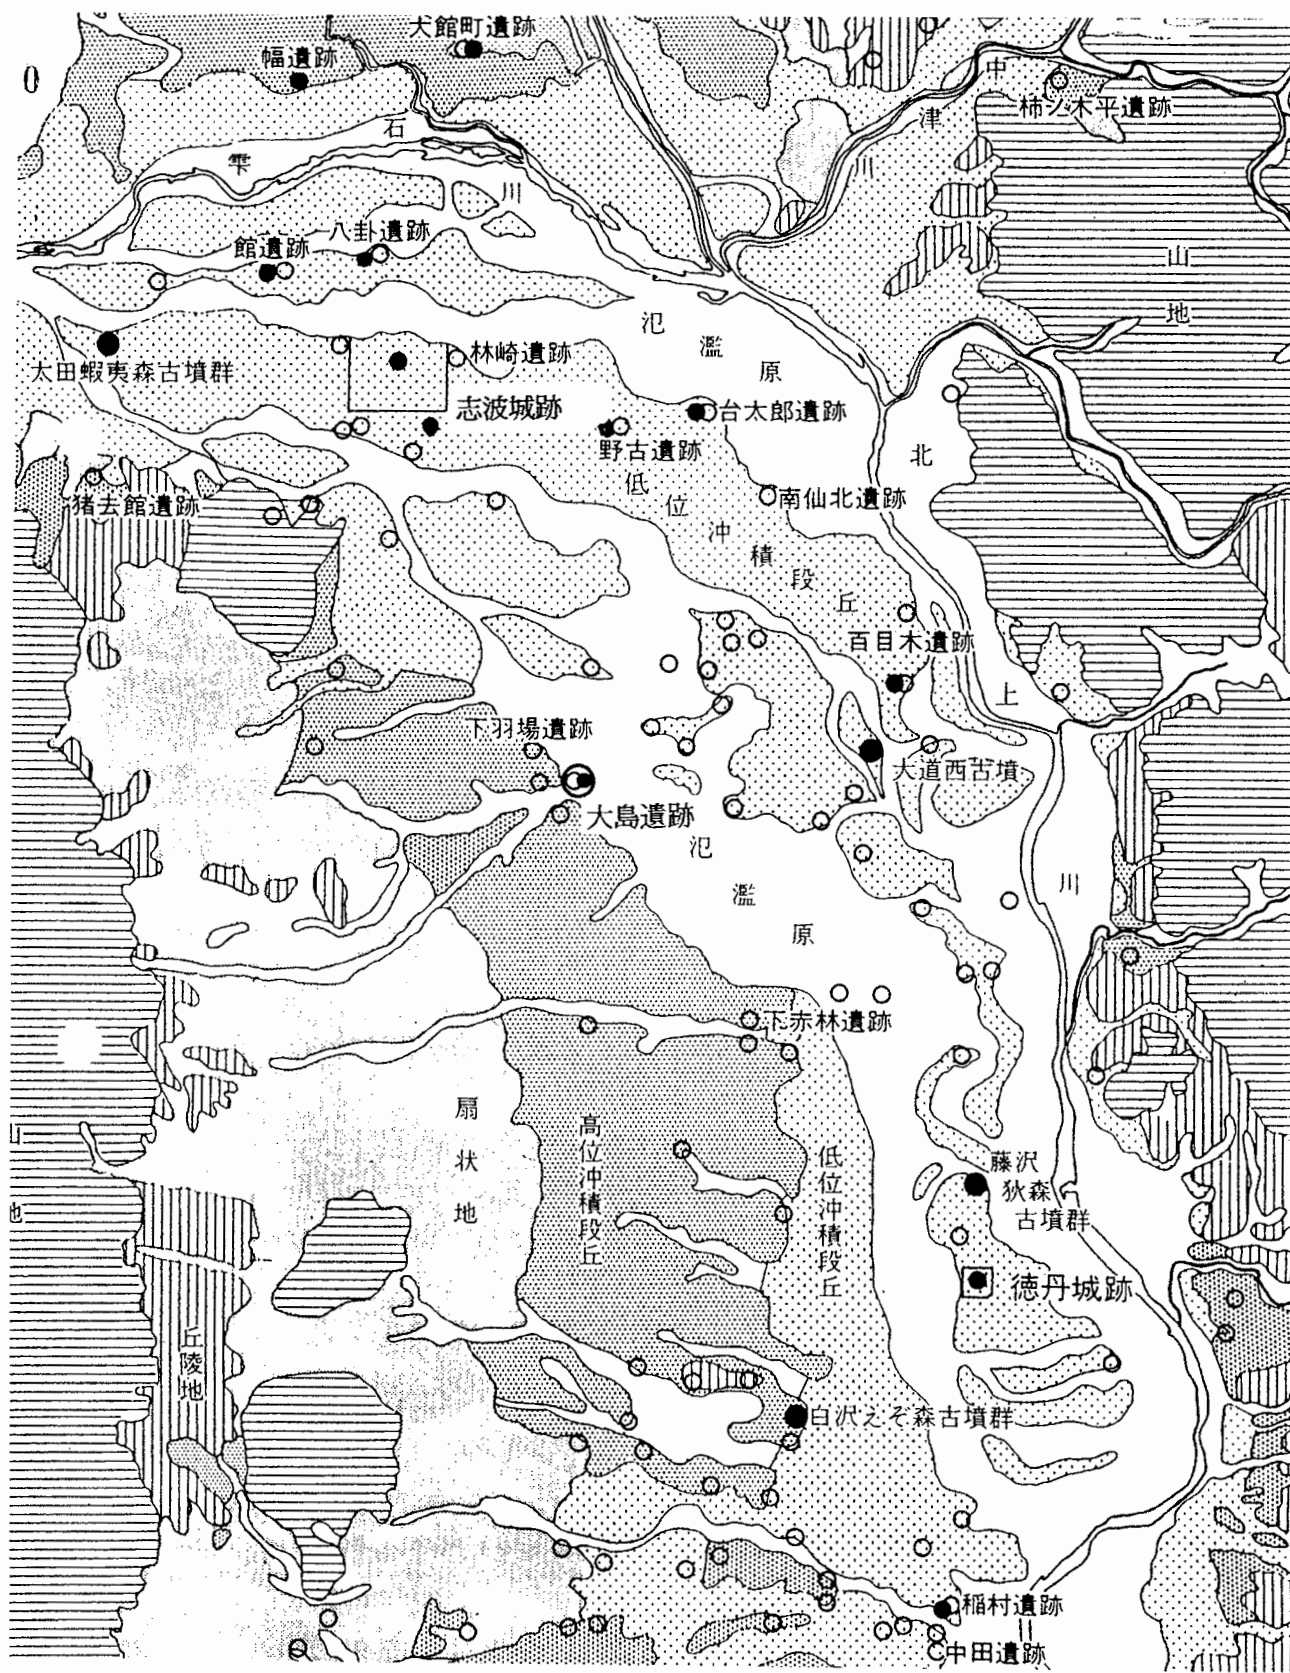 大館町遺跡
幅遺跡
0
中
津
川
柿ノ木平遺跡
雫
石
川
八卦遺跡
館遺跡
山
地
氾
濫
原
林崎遺跡
太田蝦夷森古墳群
志波城跡
台太郎遺跡
野古遺跡
北
低
位
沖
積
段
丘
南仙北遺跡
猪去館遺跡
百目木遺跡
上
下羽場遺跡
大道西古墳
大島遺跡
氾
濫
原
川
下赤林遺跡
扇
状
地
高位沖積段丘
低位沖積段丘
山
地
藤沢
狄森
古墳群
徳丹城跡
丘陵地
白沢えぞ森古墳群
稲村遺跡
中田遺跡